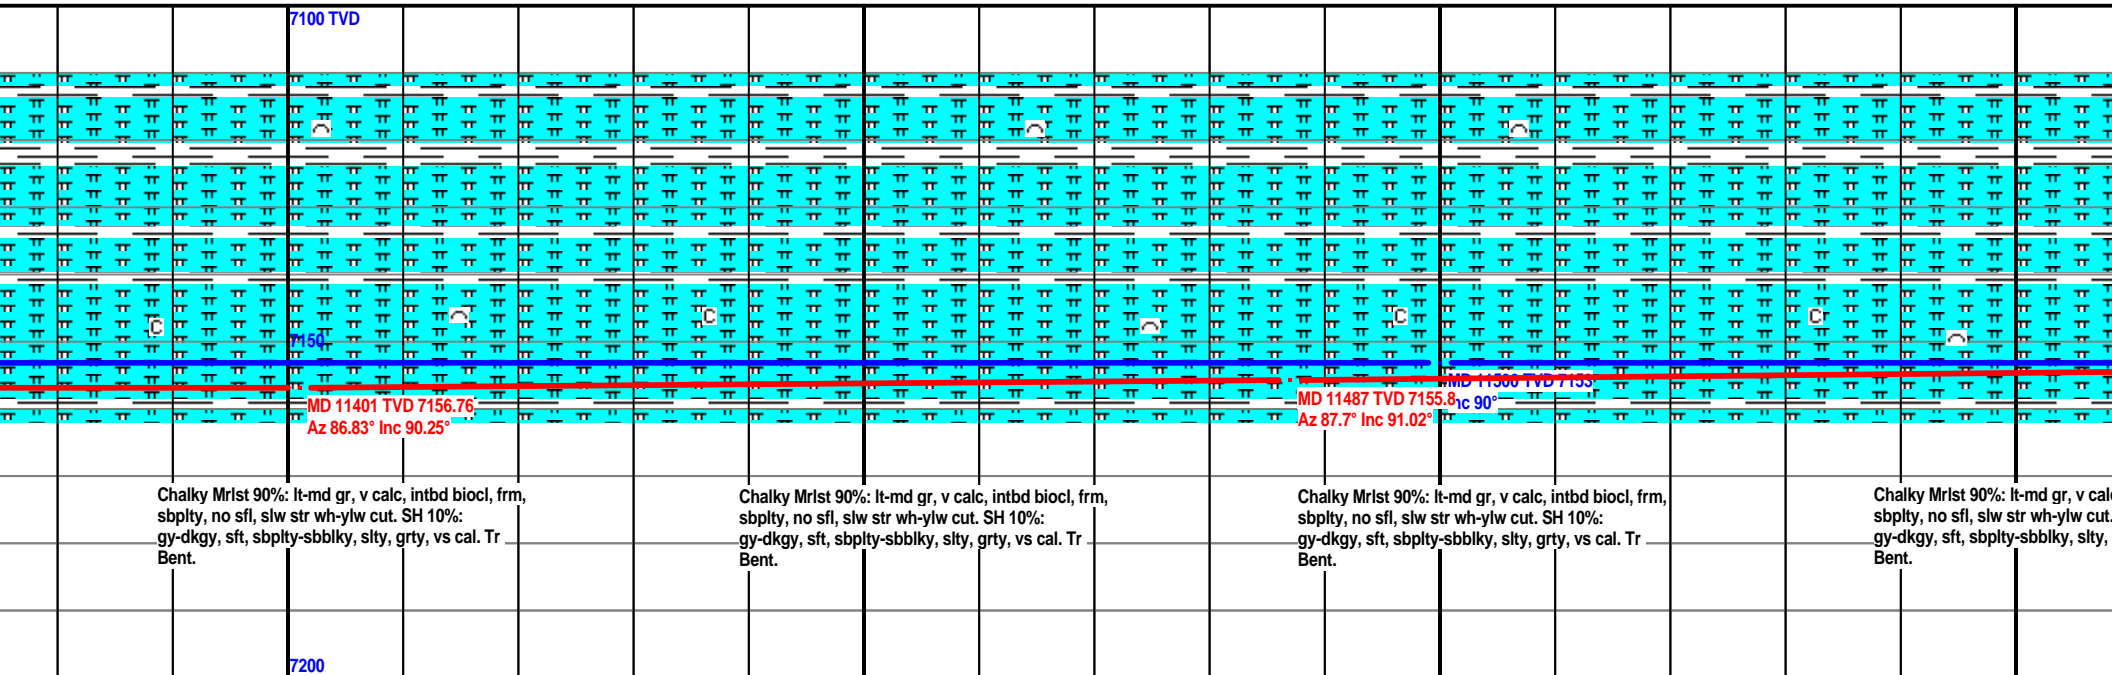 7100 TVD
7150
MD 11500 TVD 7153
Inc 90°
MD 11401 TVD 7156.76
Az 86.83° Inc 90.25°
MD 11487 TVD 7155.8
Az 87.7° Inc 91.02°
Chalky Mrlst 90%: lt-md gr, v calc, intbd biocl, frm,
sbplty, no sfl, slw str wh-ylw cut. SH 10%:
gy-dkgy, sft, sbplty-sbblky, slty, grty, vs cal. Tr
Bent.
Chalky Mrlst 90%: lt-md gr, v calc, intbd biocl, frm,
sbplty, no sfl, slw str wh-ylw cut. SH 10%:
gy-dkgy, sft, sbplty-sbblky, slty, grty, vs cal. Tr
Bent.
Chalky Mrlst 90%: lt-md gr, v calc, intbd biocl, frm,
sbplty, no sfl, slw str wh-ylw cut. SH 10%:
gy-dkgy, sft, sbplty-sbblky, slty, grty, vs cal. Tr
Bent.
Chalky Mrlst 90%: lt-md gr, v cal
sbplty, no sfl, slw str wh-ylw cut.
gy-dkgy, sft, sbplty-sbblky, slty,
Bent.
7200